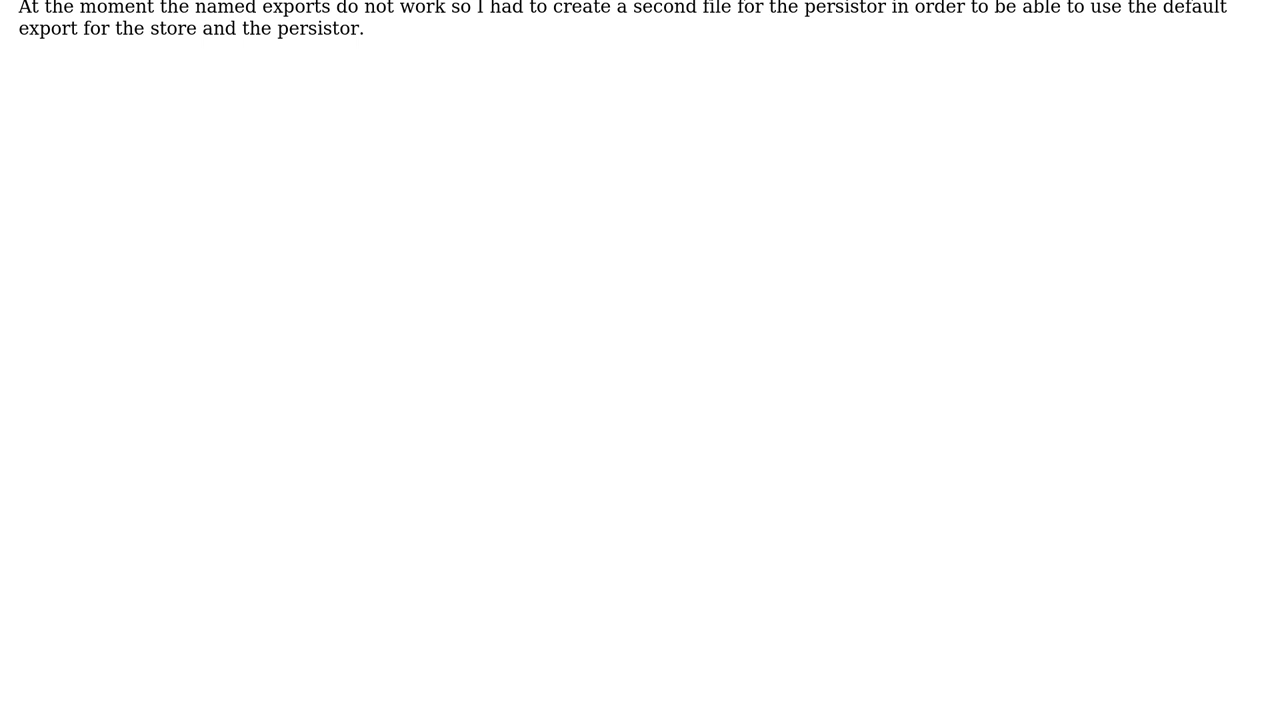 At the moment the named exports do not work so I had to create a second file for the persistor in order to be able to use the default
export for the store and the persistor.